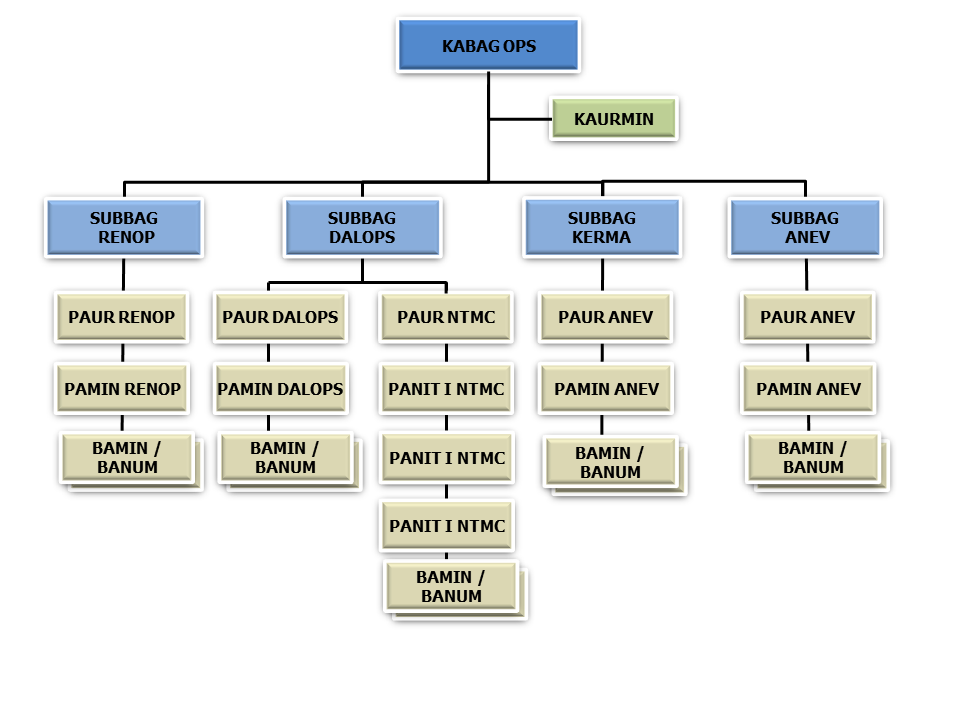 KABAG OPS
KAURMIN
SUBBAG
RENOP
SUBBAG
DALOPS
SUBBAG
KERMA
SUBBAG
ANEV
PAUR RENOP
PAUR DALOPS
PAUR NTMC
PAUR ANEV
PAUR ANEV
PAMIN RENOP
PAMIN DALOPS
PANIT I NTMC
PAMIN ANEV
PAMIN ANEV
BAMIN /
BANUM
BAMIN /
BANUM
PANIT I NTMC
BAMIN /
BANUM
BAMIN /
BANUM
PANIT I NTMC
BAMIN /
BANUM